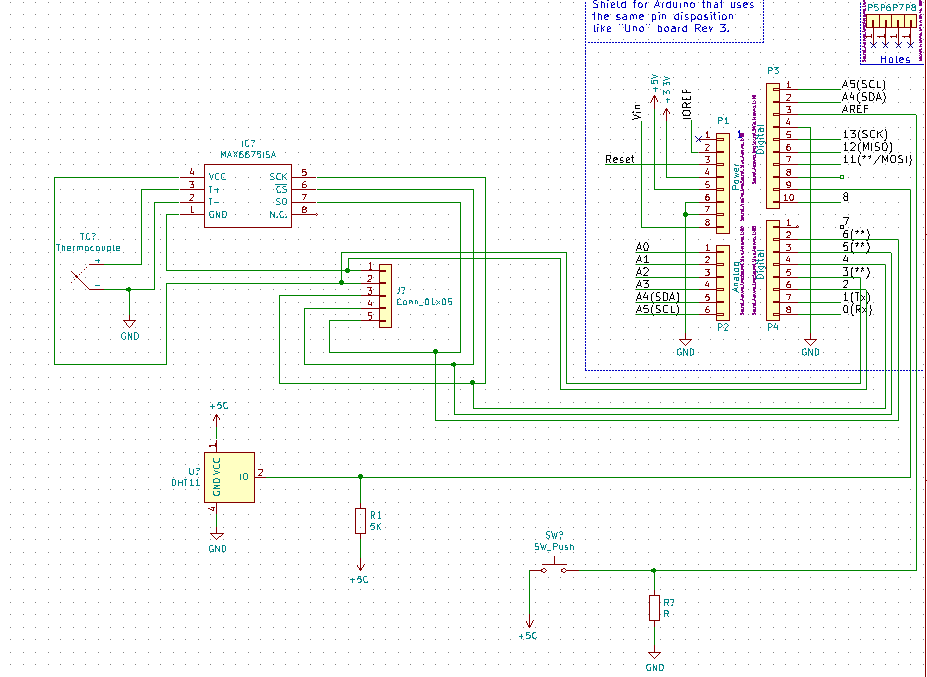 Shield for Arduino that uses
the same pin disposition
like "Uno" board Rev 3.
P5P6P7P8
1 1 1 1
Holes
P3
+5V
+3.3V
IOREF
Vin
P1
1 A5(SCL)
2 A4(SDA)
3 AREF
4
5 13(SCK)
6 12(MISO)
7 11(**/MOSI)
8
9
10 8
Digital
Reset
1
2
3
4
5
6
7
8
Power
IC?
MAX6675ISA
4 VCC
3 T+
2 T-
1 GND
SCK 5
CS 6
SO 7
N.C. 8
TC?
Thermocouple
+
-
GND
1
2
3
4
5
J?
Conn_01x05
A0 1
A1 2
A2 3
A3 4
A4(SDA) 5
A5(SCL) 6
Analog
P2
1 7
2 6(**)
3 5(**)
4 4
5 3(**)
6 2
7 1(Tx)
8 0(Rx)
Digital
P4
GND
GND
+5C
1
U?
DHT11
VCC
GND
IO 2
4
GND
R1
5K
+5C
SW?
SW_Push
+5C
R?
R
GND